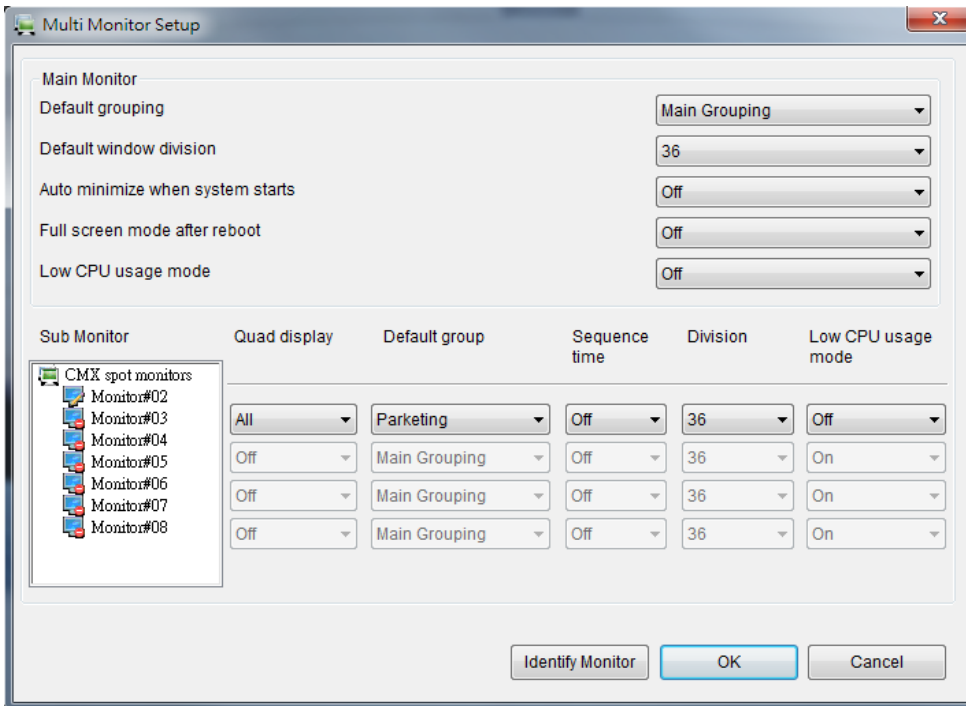 Multi Monitor Setup
Main Monitor
Default grouping Main Grouping
Default window division 36
Auto minimize when system starts Off
Full screen mode after reboot Off
Low CPU usage mode Off
Sub Monitor Quad display Default group Sequence time Division Low CPU usage mode
CMX spot monitors
Monitor#02
Monitor#03
Monitor#04
Monitor#05
Monitor#06
Monitor#07
Monitor#08
All Parketing Off 36 Off
Off Main Grouping Off 36 On
Off Main Grouping Off 36 On
Off Main Grouping Off 36 On
Identify Monitor OK Cancel